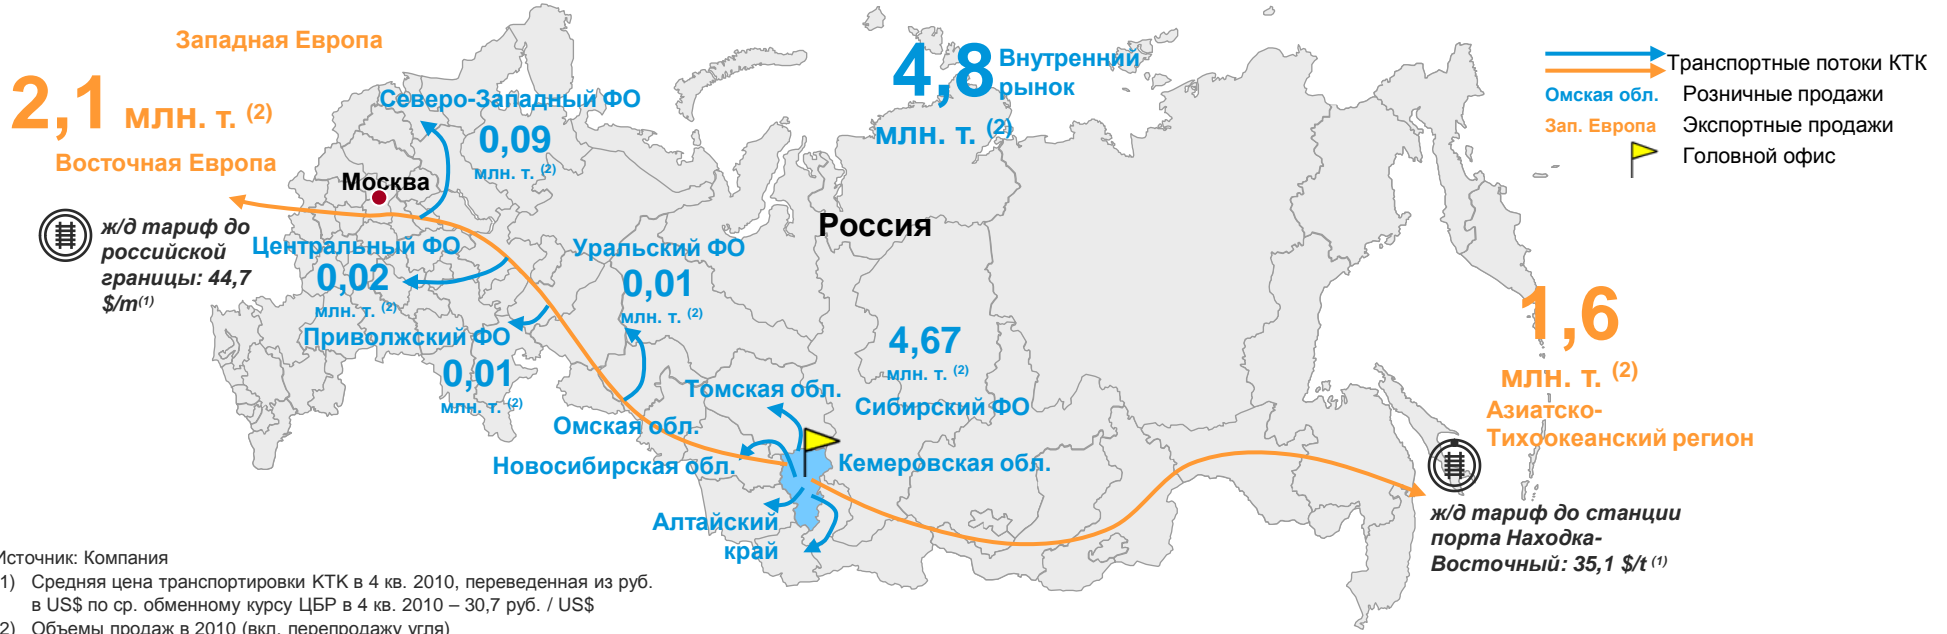 Западная Европа
2,1 млн. т. (2)
Восточная Европа
ж/д тариф до
российской
границы: 44,7
$/т(1)
Северо-Западный ФО
0,09
млн. т. (2)
Москва
Центральный ФО
0,02
млн. т. (2)
Приволжский ФО
0,01
млн. т. (2)
Уральский ФО
0,01
млн. т. (2)
4,8 Внутренний
рынок
млн. т. (2)
Россия
4,67
млн. т. (2)
Сибирский ФО
Томская обл.
Омская обл.
Новосибирская обл.
Кемеровская обл.
Алтайский
край
Транспортные потоки КТК
Омская обл. Розничные продажи
Зап. Европа Экспортные продажи
Головной офис
1,6
млн. т. (2)
Азиатско-
Тихоокеанский регион
ж/д тариф до станции
порта Находка-
Восточный: 35,1 $/t (1)
Источник: Компания
1) Средняя цена транспортировки КТК в 4 кв. 2010, переведенная из руб.
в US$ по ср. обменному курсу ЦБР в 4 кв. 2010 – 30,7 руб. / US$
2) Объемы продаж в 2010 (вкл. перепродажу угля)